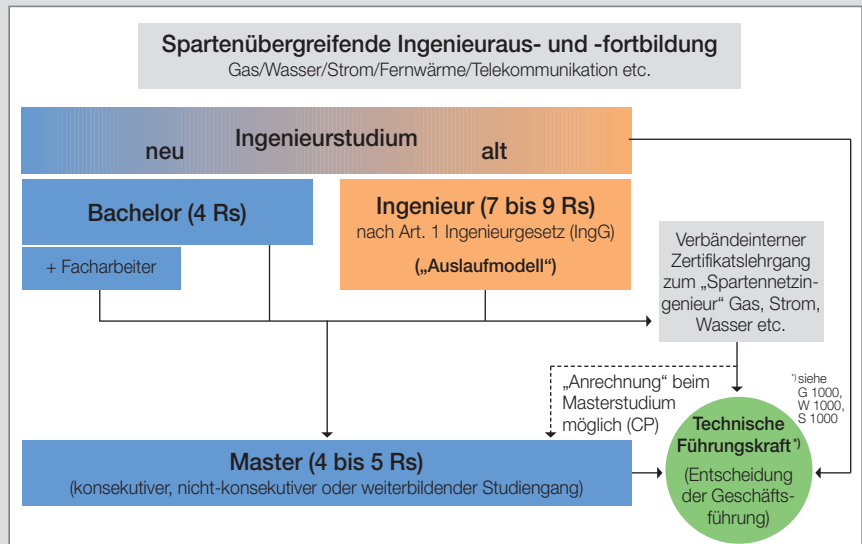 Spartenübergreifende Ingenieuraus- und -fortbildung
Gas/Wasser/Strom/Fernwärme/Telekommunikation etc.
Ingenieurstudium
neu
alt
Bachelor (4 Rs)
+ Facharbeiter
Ingenieur (7 bis 9 Rs)
nach Art. 1 Ingenieurgesetz (IngG)
(„Auslaufmodell“)
Verbändeinterner
Zertifikatslehrgang
zum „Spartennetzin-
genieur“ Gas, Strom,
Wasser etc.
„Anrechnung“ beim
Masterstudium
möglich (CP)
*) siehe
G 1000,
W 1000,
S 1000
Technische
Führungskraft*)
(Entscheidung
der Geschäfts-
führung)
Master (4 bis 5 Rs)
(konsekutiver, nicht-konsekutiver oder weiterbildender Studiengang)